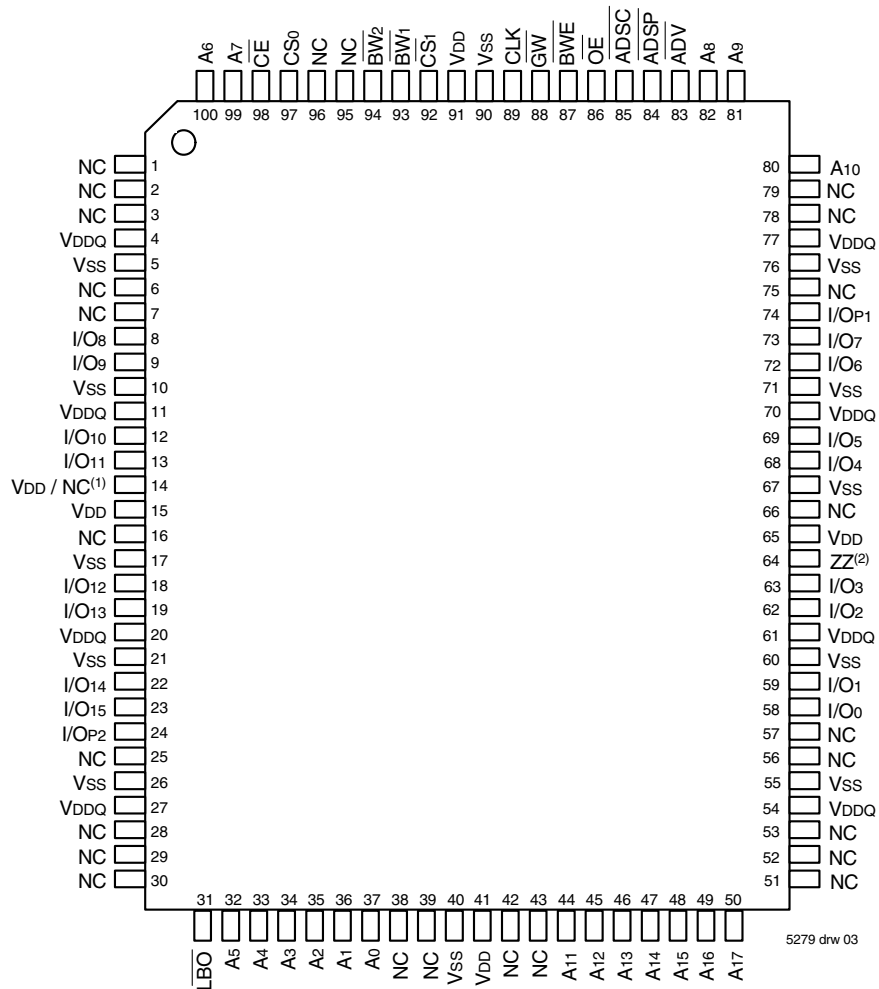 A6 A7 CE CS0 NC NC BW2 BW1 CS1 VDD VSS CLK GW BWE OE ADSC ADSP ADV A8 A9
100 99 98 97 96 95 94 93 92 91 90 89 88 87 86 85 84 83 82 81
NC 1 80 A10
NC 2 79 NC
NC 3 78 NC
VDDQ 4 77 VDDQ
VSS 5 76 VSS
NC 6 75 NC
NC 7 74 I/OP1
I/O8 8 73 I/O7
I/O9 9 72 I/O6
VSS 10 71 VSS
VDDQ 11 70 VDDQ
I/O10 12 69 I/O5
I/O11 13 68 I/O4
VDD / NC(1) 14 67 VSS
VDD 15 66 NC
NC 16 65 VDD
VSS 17 64 ZZ(2)
I/O12 18 63 I/O3
I/O13 19 62 I/O2
VDDQ 20 61 VDDQ
VSS 21 60 VSS
I/O14 22 59 I/O1
I/O15 23 58 I/O0
I/OP2 24 57 NC
NC 25 56 NC
VSS 26 55 VSS
VDDQ 27 54 VDDQ
NC 28 53 NC
NC 29 52 NC
NC 30 51 NC
31 32 33 34 35 36 37 38 39 40 41 42 43 44 45 46 47 48 49 50
LBO A5 A4 A3 A2 A1 A0 NC NC VSS VDD NC NC A11 A12 A13 A14 A15 A16 A17
5279 drw 03